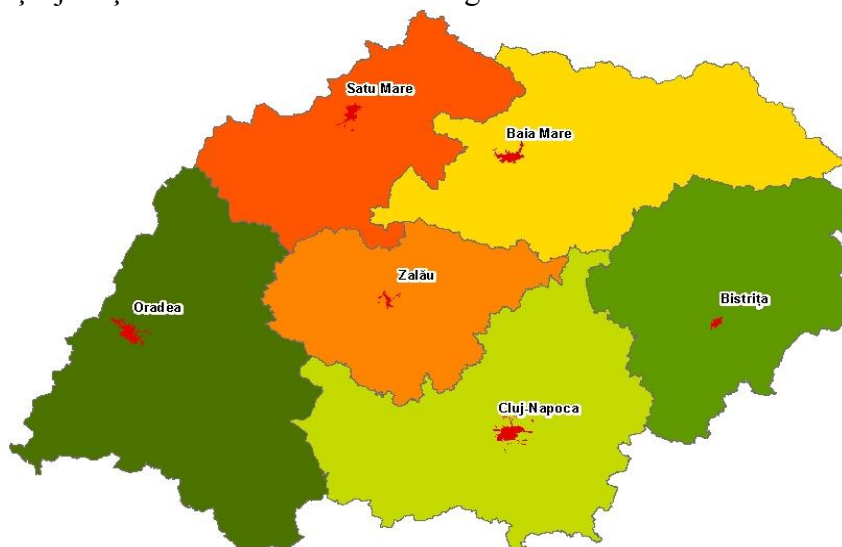 Satu Mare
Baia Mare
Zalău
Bistrița
Oradea
Cluj-Napoca